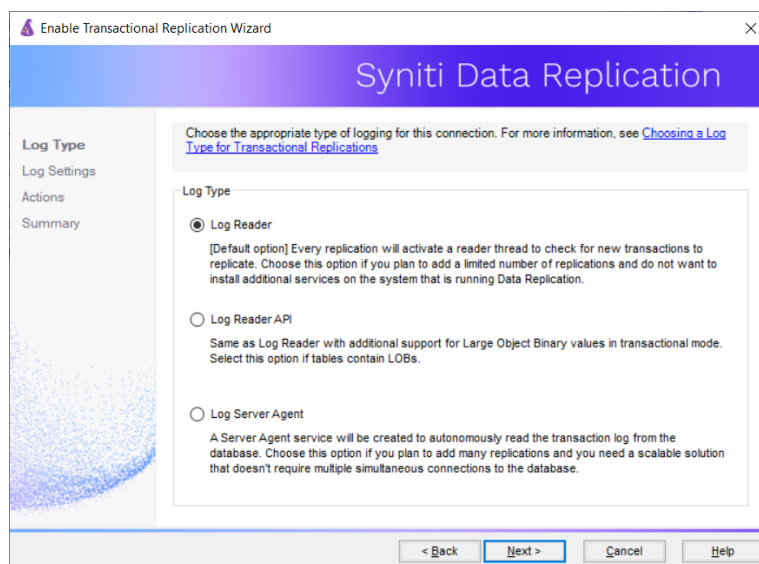 Enable Transactional Replication Wizard
Syniti Data Replication
Log Type
Log Settings
Actions
Summary
Choose the appropriate type of logging for this connection. For more information, see Choosing a Log
Type for Transactional Replications
Log Type
Log Reader
[Default option] Every replication will activate a reader thread to check for new transactions to
replicate. Choose this option if you plan to add a limited number of replications and do not want to
install additional services on the system that is running Data Replication.
Log Reader API
Same as Log Reader with additional support for Large Object Binary values in transactional mode.
Select this option if tables contain LOBs.
Log Server Agent
A Server Agent service will be created to autonomously read the transaction log from the
database. Choose this option if you plan to add many replications and you need a scalable solution
that doesn't require multiple simultaneous connections to the database.
< Back
Next >
Cancel
Help